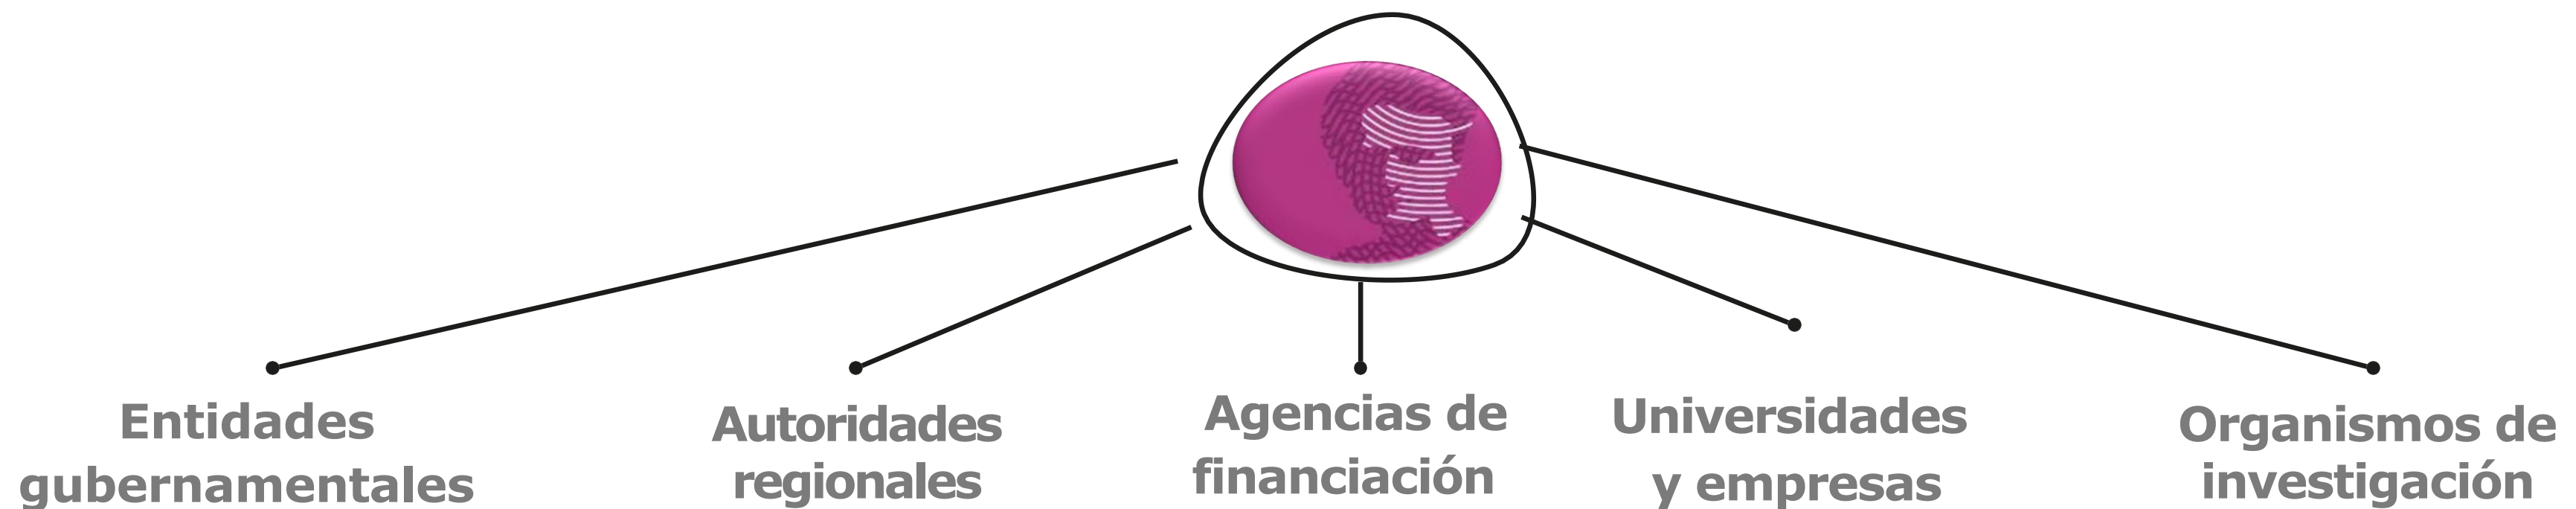 Entidades
gubernamentales
Autoridades
regionales
Agencias de
financiación
Universidades
y empresas
Organismos de
investigación